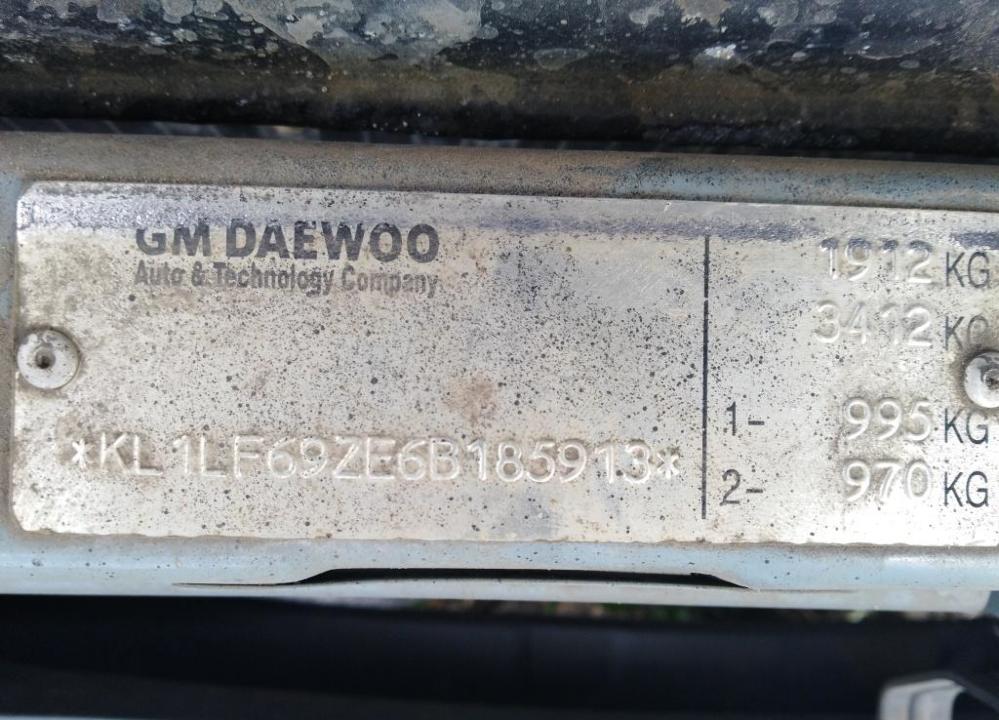 GM DAEWOO
Auto & Technology Company
*KL1LF69ZE6B185913*
1912 KG
3412 KG
1- 995 KG
2- 970 KG